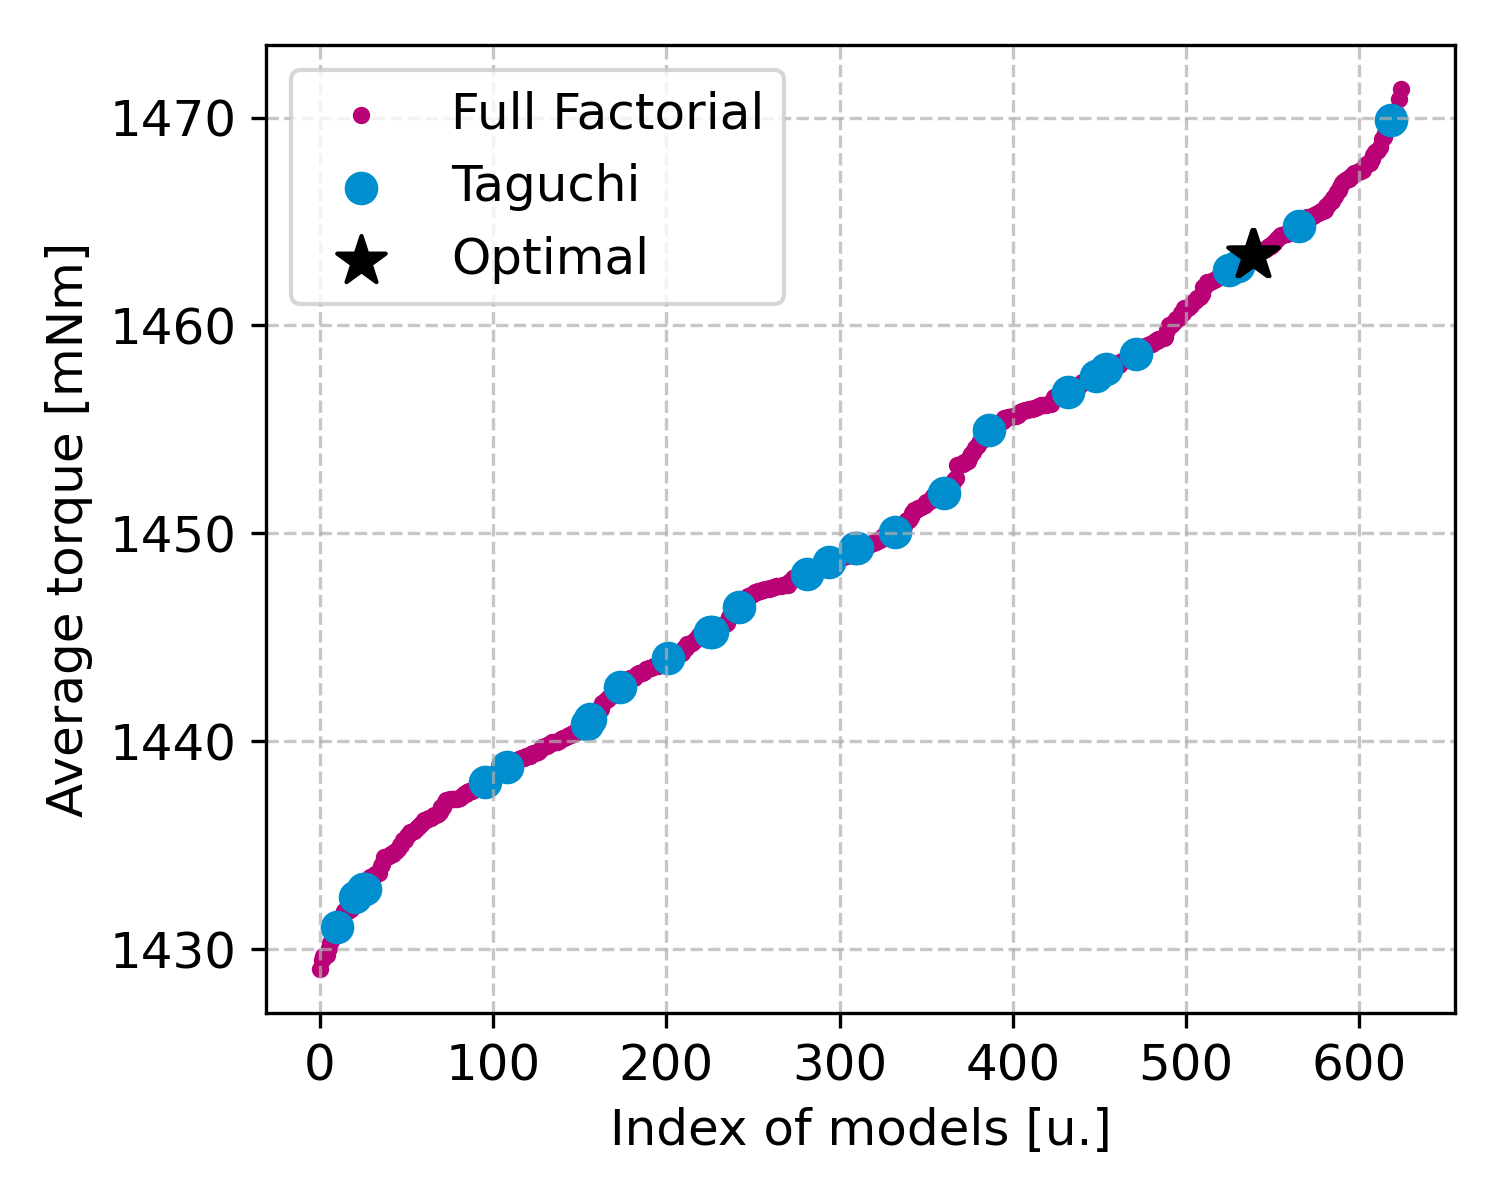 Full Factorial
Taguchi
Optimal
1470
1460
1450
1440
1430
Average torque [mNm]
0 100 200 300 400 500 600
Index of models [u.]